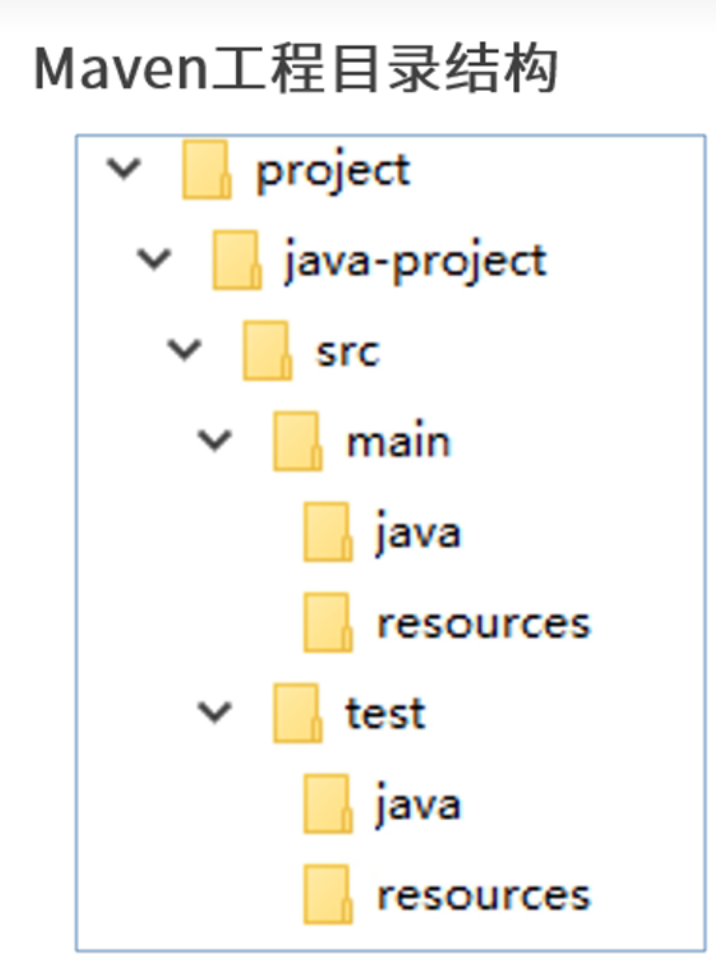 Maven工程目录结构
project
java-project
src
main
java
resources
test
java
resources